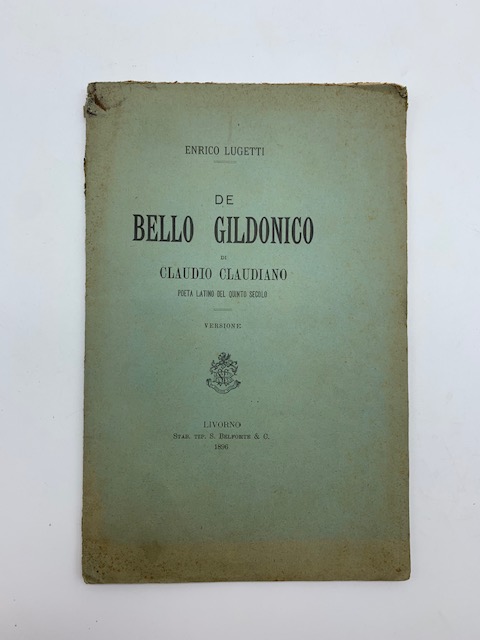 ENRICO LUGETTI
DE
BELLO GILDONICO
DI
CLAUDIO CLAUDIANO
POETA LATINO DEL QUINTO SECOLO
VERSIONE
LIVORNO
STAB. TIP. S. BELFORTE & C.
1896